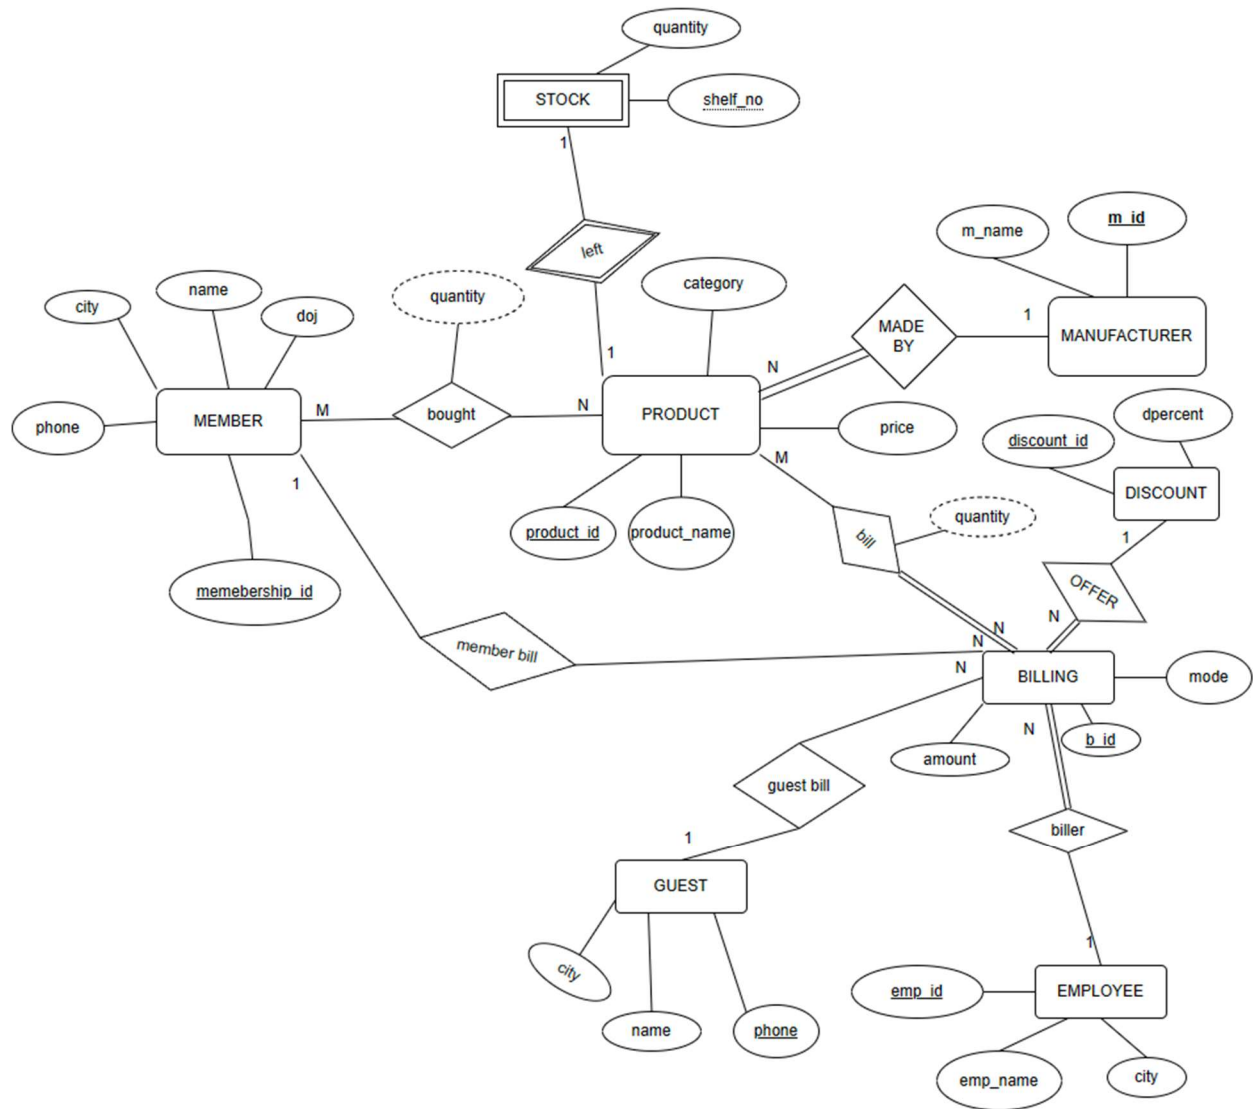 quantity
STOCK
shelf_no
1
left
1
m_name
m_id
MADE
BY
N
1
MANUFACTURER
category
quantity
city
name
doj
phone
MEMBER
M
bought
N
PRODUCT
price
product_id
product_name
memebership_id
1
member bill
N
M
bill
quantity
N
discount_id
dpercent
DISCOUNT
1
OFFER
N
BILLING
mode
amount
b_id
N
guest bill
1
GUEST
city
name
phone
N
biller
1
EMPLOYEE
emp_id
emp_name
city